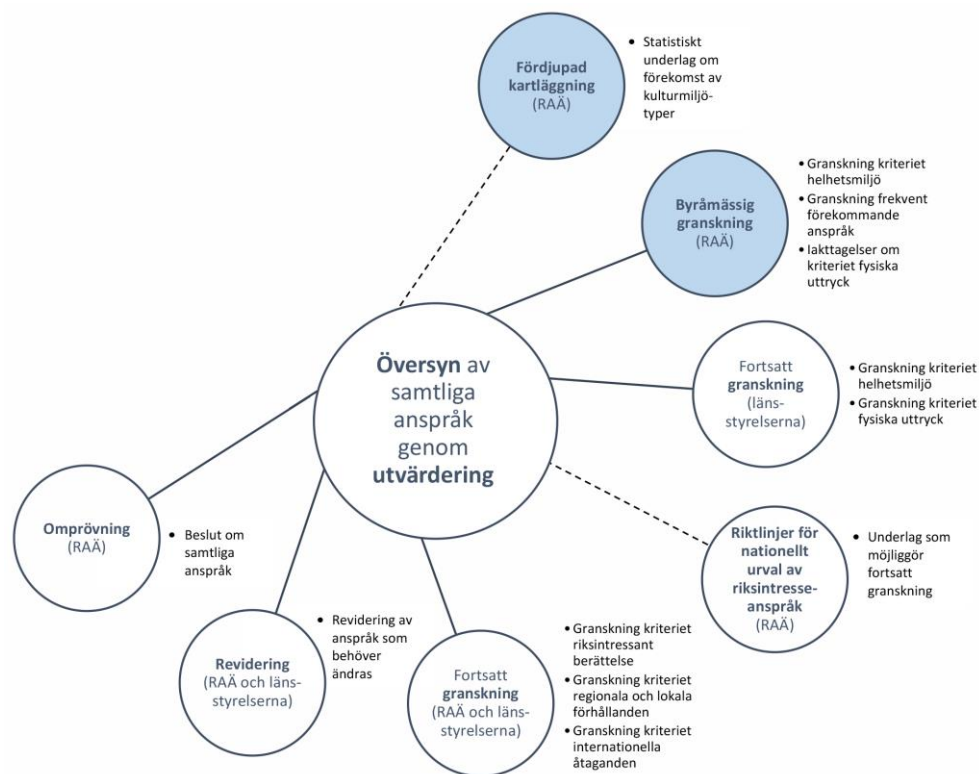 Fördjupad
kartläggning
(RAÄ)
• Statistiskt
underlag om
förekomst av
kulturmiljö-
typer
Byråmässig
granskning
(RAÄ)
• Granskning kriteriet
helhetsmiljö
• Granskning frekvent
förekommande
anspråk
• Iakttagelser om
kriteriet fysiska
uttryck
Översyn av
samtliga
anspråk
genom
utvärdering
Fortsatt
granskning
(läns-
styrelserna)
• Granskning kriteriet
helhetsmiljö
• Granskning kriteriet
fysiska uttryck
Riktlinjer för
nationellt
urval av
riksintresse-
anspråk
(RAÄ)
• Underlag som
möjliggör
fortsatt
granskning
Fortsatt
granskning
(RAÄ och läns-
styrelserna)
• Granskning kriteriet
riksintressant
berättelse
• Granskning kriteriet
regionala och lokala
förhållanden
• Granskning kriteriet
internationella
åtaganden
Revidering
(RAÄ och läns-
styrelserna)
• Revidering av
anspråk som
behöver
ändras
Omprövning
(RAÄ)
• Beslut om
samtliga
anspråk